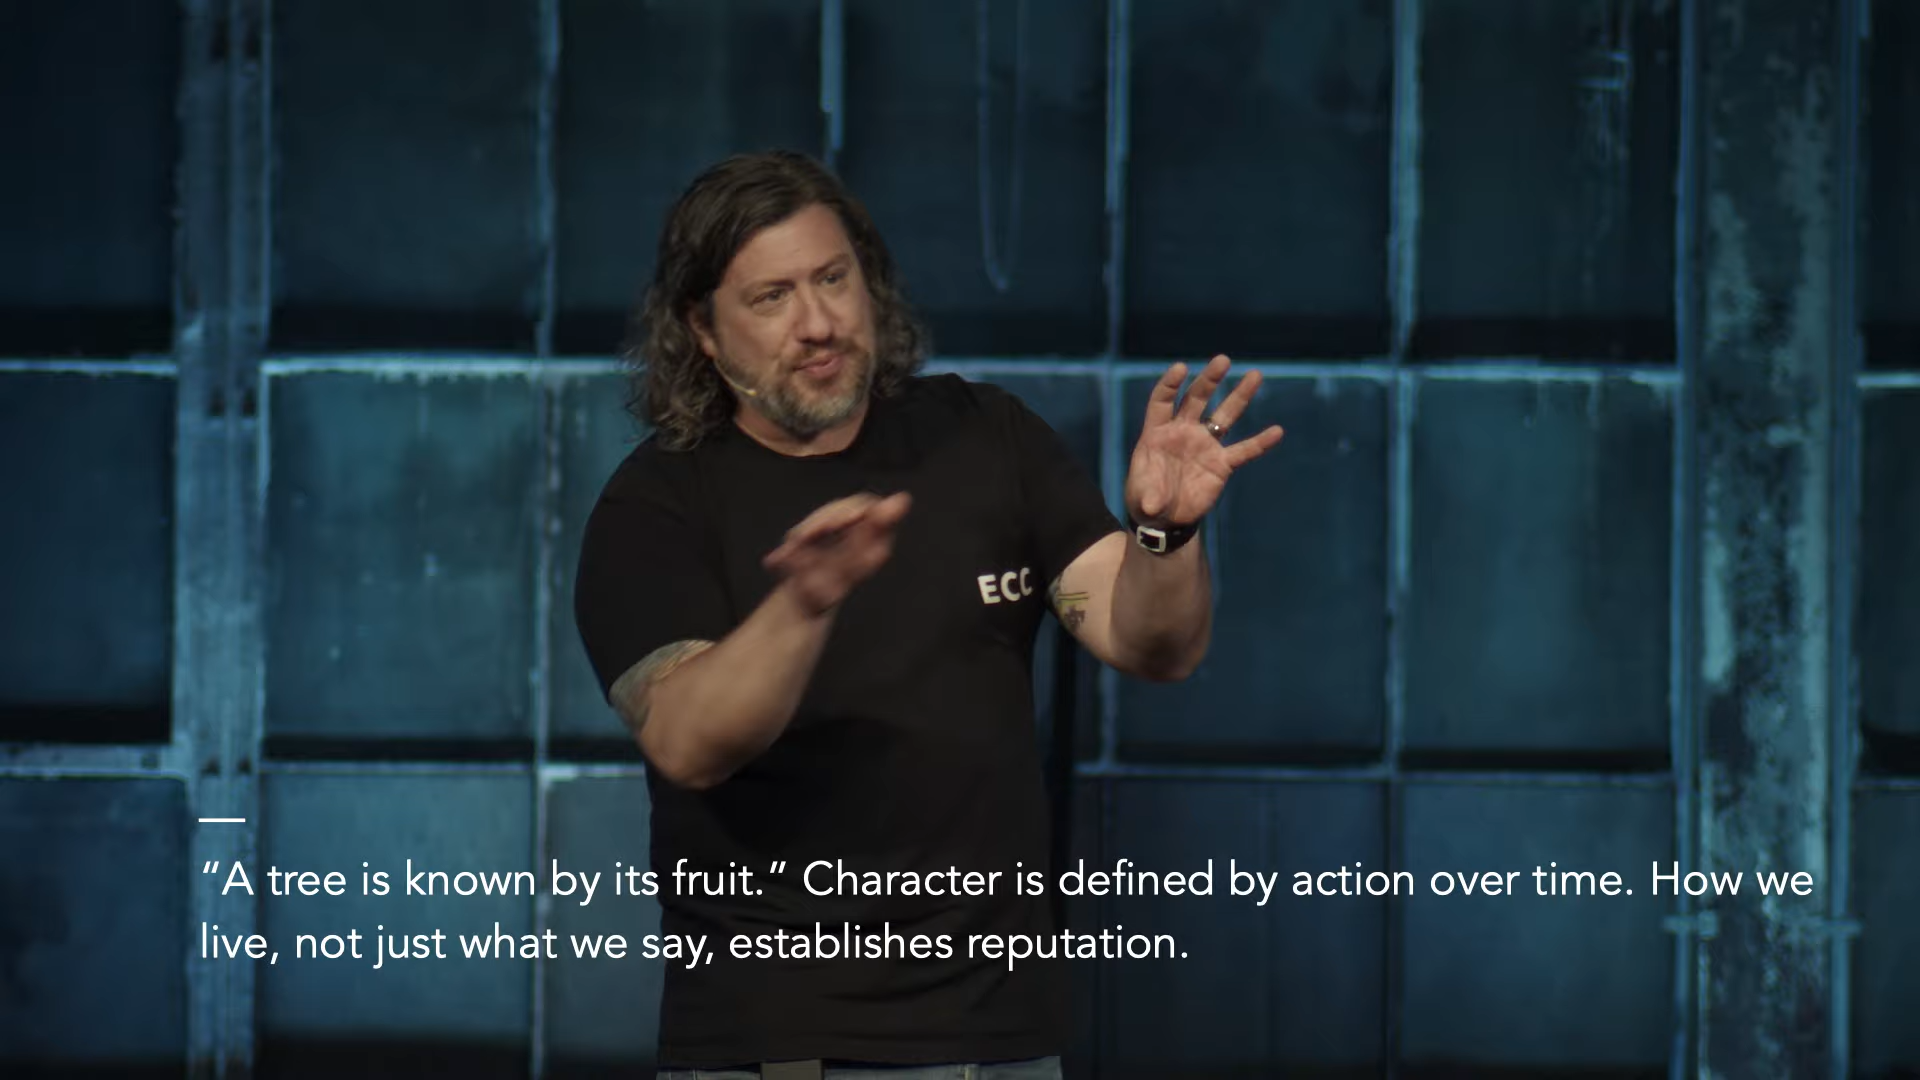 ECC
“A tree is known by its fruit.” Character is defined by action over time. How we
live, not just what we say, establishes reputation.